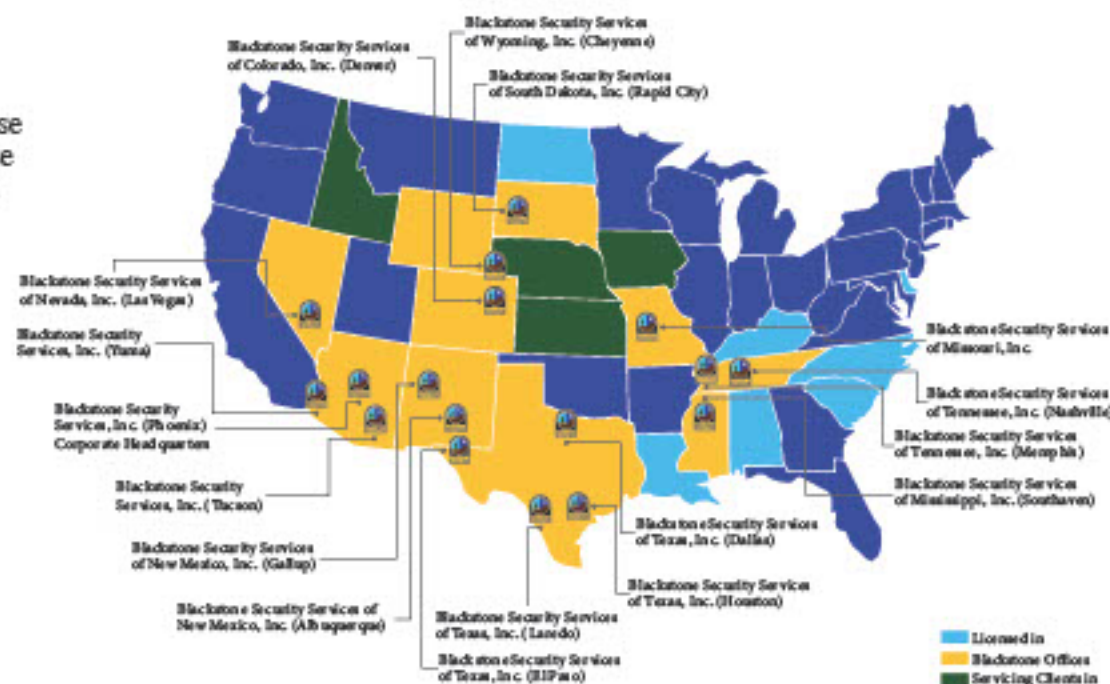 Blackstone Security Services
of Wyoming, Inc. (Cheyenne)
Blackstone Security Services
of Colorado, Inc. (Denver)
Blackstone Security Services
of South Dakota, Inc. (Rapid City)
se
e
Blackstone Security Services
of Nevada, Inc. (Las Vegas)
Blackstone Security
Services, Inc. (Yuma)
Blackstone Security Services
of Missouri, Inc.
Blackstone Security Services
of Tennessee, Inc. (Nashville)
Blackstone Security
Services, Inc. (Phoenix)
Corporate Headquarters
Blackstone Security Services
of Tennessee, Inc. (Memphis)
Blackstone Security
Services, Inc. (Tucson)
Blackstone Security Services
of Mississippi, Inc. (Southaven)
Blackstone Security Services
of Texas, Inc. (Dallas)
Blackstone Security Services
of New Mexico, Inc. (Gallup)
Blackstone Security Services
of Texas, Inc. (Houston)
Blackstone Security Services of
New Mexico, Inc. (Albuquerque)
Blackstone Security Services
of Texas, Inc. (Laredo)
Blackstone Security Services
of Texas, Inc. (El Paso)
Licensed in
Blackstone Offices
Servicing Clients in